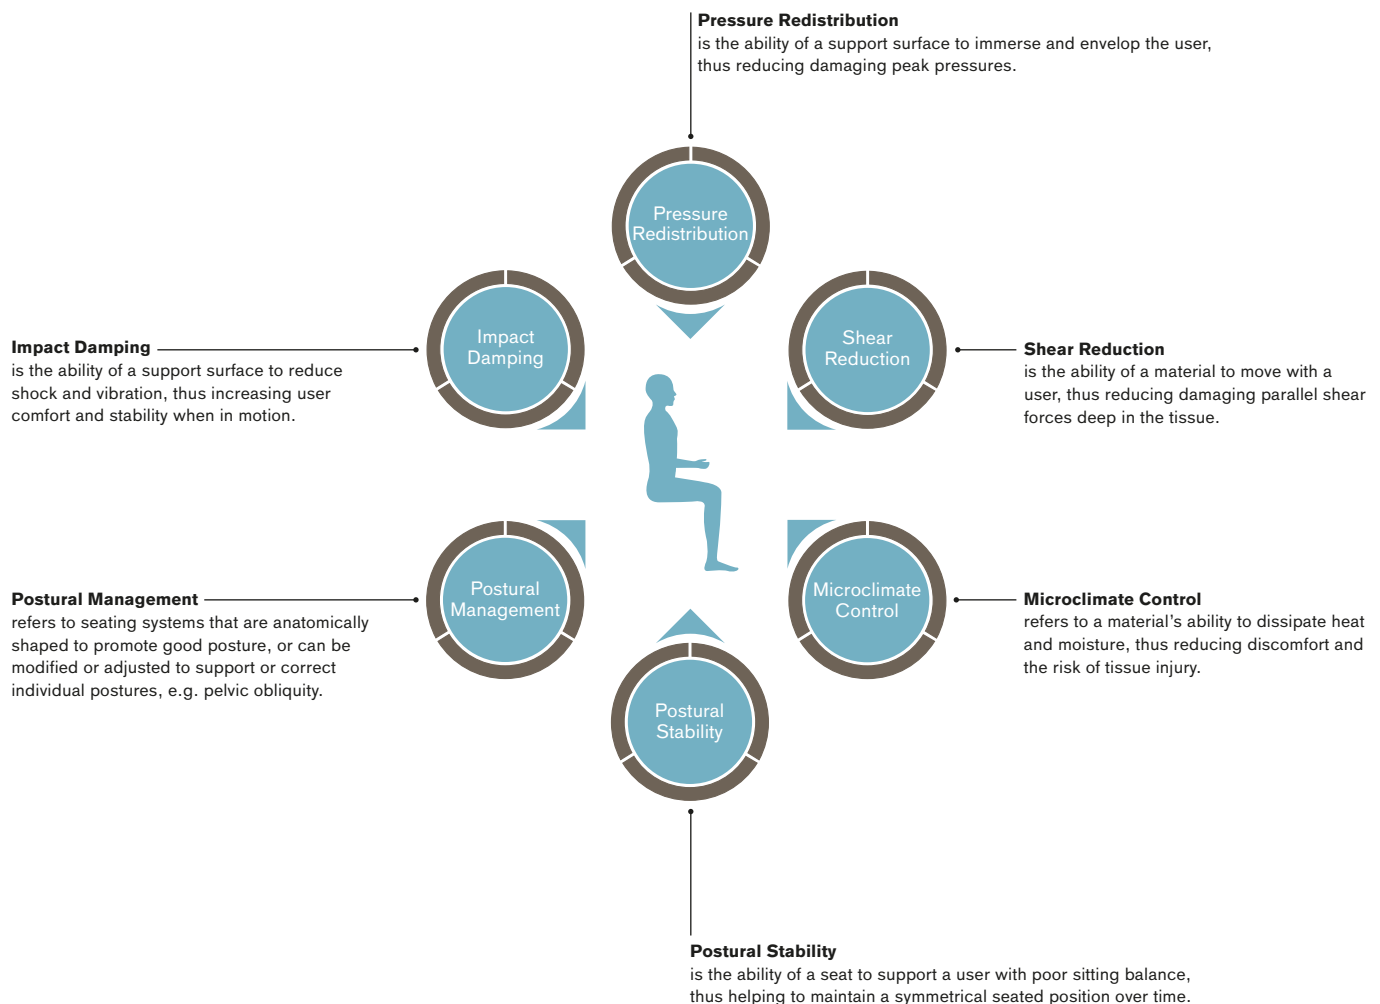 Pressure Redistribution
is the ability of a support surface to immerse and envelop the user,
thus reducing damaging peak pressures.
Pressure
Redistribution
Impact
Damping
Shear
Reduction
Impact Damping
is the ability of a support surface to reduce
shock and vibration, thus increasing user
comfort and stability when in motion.
Shear Reduction
is the ability of a material to move with a
user, thus reducing damaging parallel shear
forces deep in the tissue.
Postural
Management
Microclimate
Control
Postural Management
refers to seating systems that are anatomically
shaped to promote good posture, or can be
modified or adjusted to support or correct
individual postures, e.g. pelvic obliquity.
Microclimate Control
refers to a material’s ability to dissipate heat
and moisture, thus reducing discomfort and
the risk of tissue injury.
Postural
Stability
Postural Stability
is the ability of a seat to support a user with poor sitting balance,
thus helping to maintain a symmetrical seated position over time.